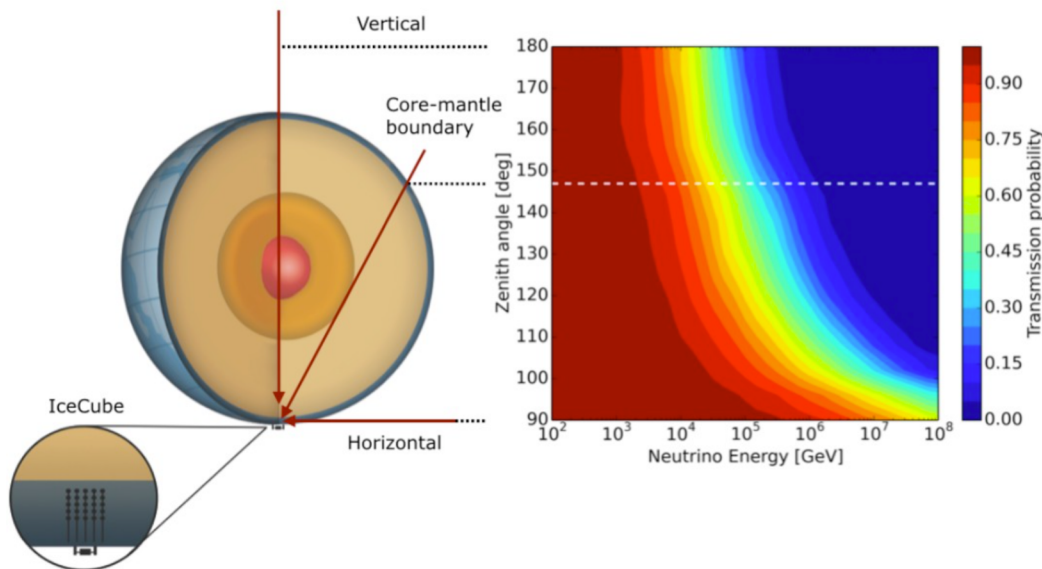 Vertical
Core-mantle
boundary
IceCube
Horizontal
Zenith angle [deg]
180
170
160
150
140
130
120
110
100
90
10² 10³ 10⁴ 10⁵ 10⁶ 10⁷ 10⁸
Neutrino Energy [GeV]
0.90
0.75
0.60
0.45
0.30
0.15
0.00
Transmission probability